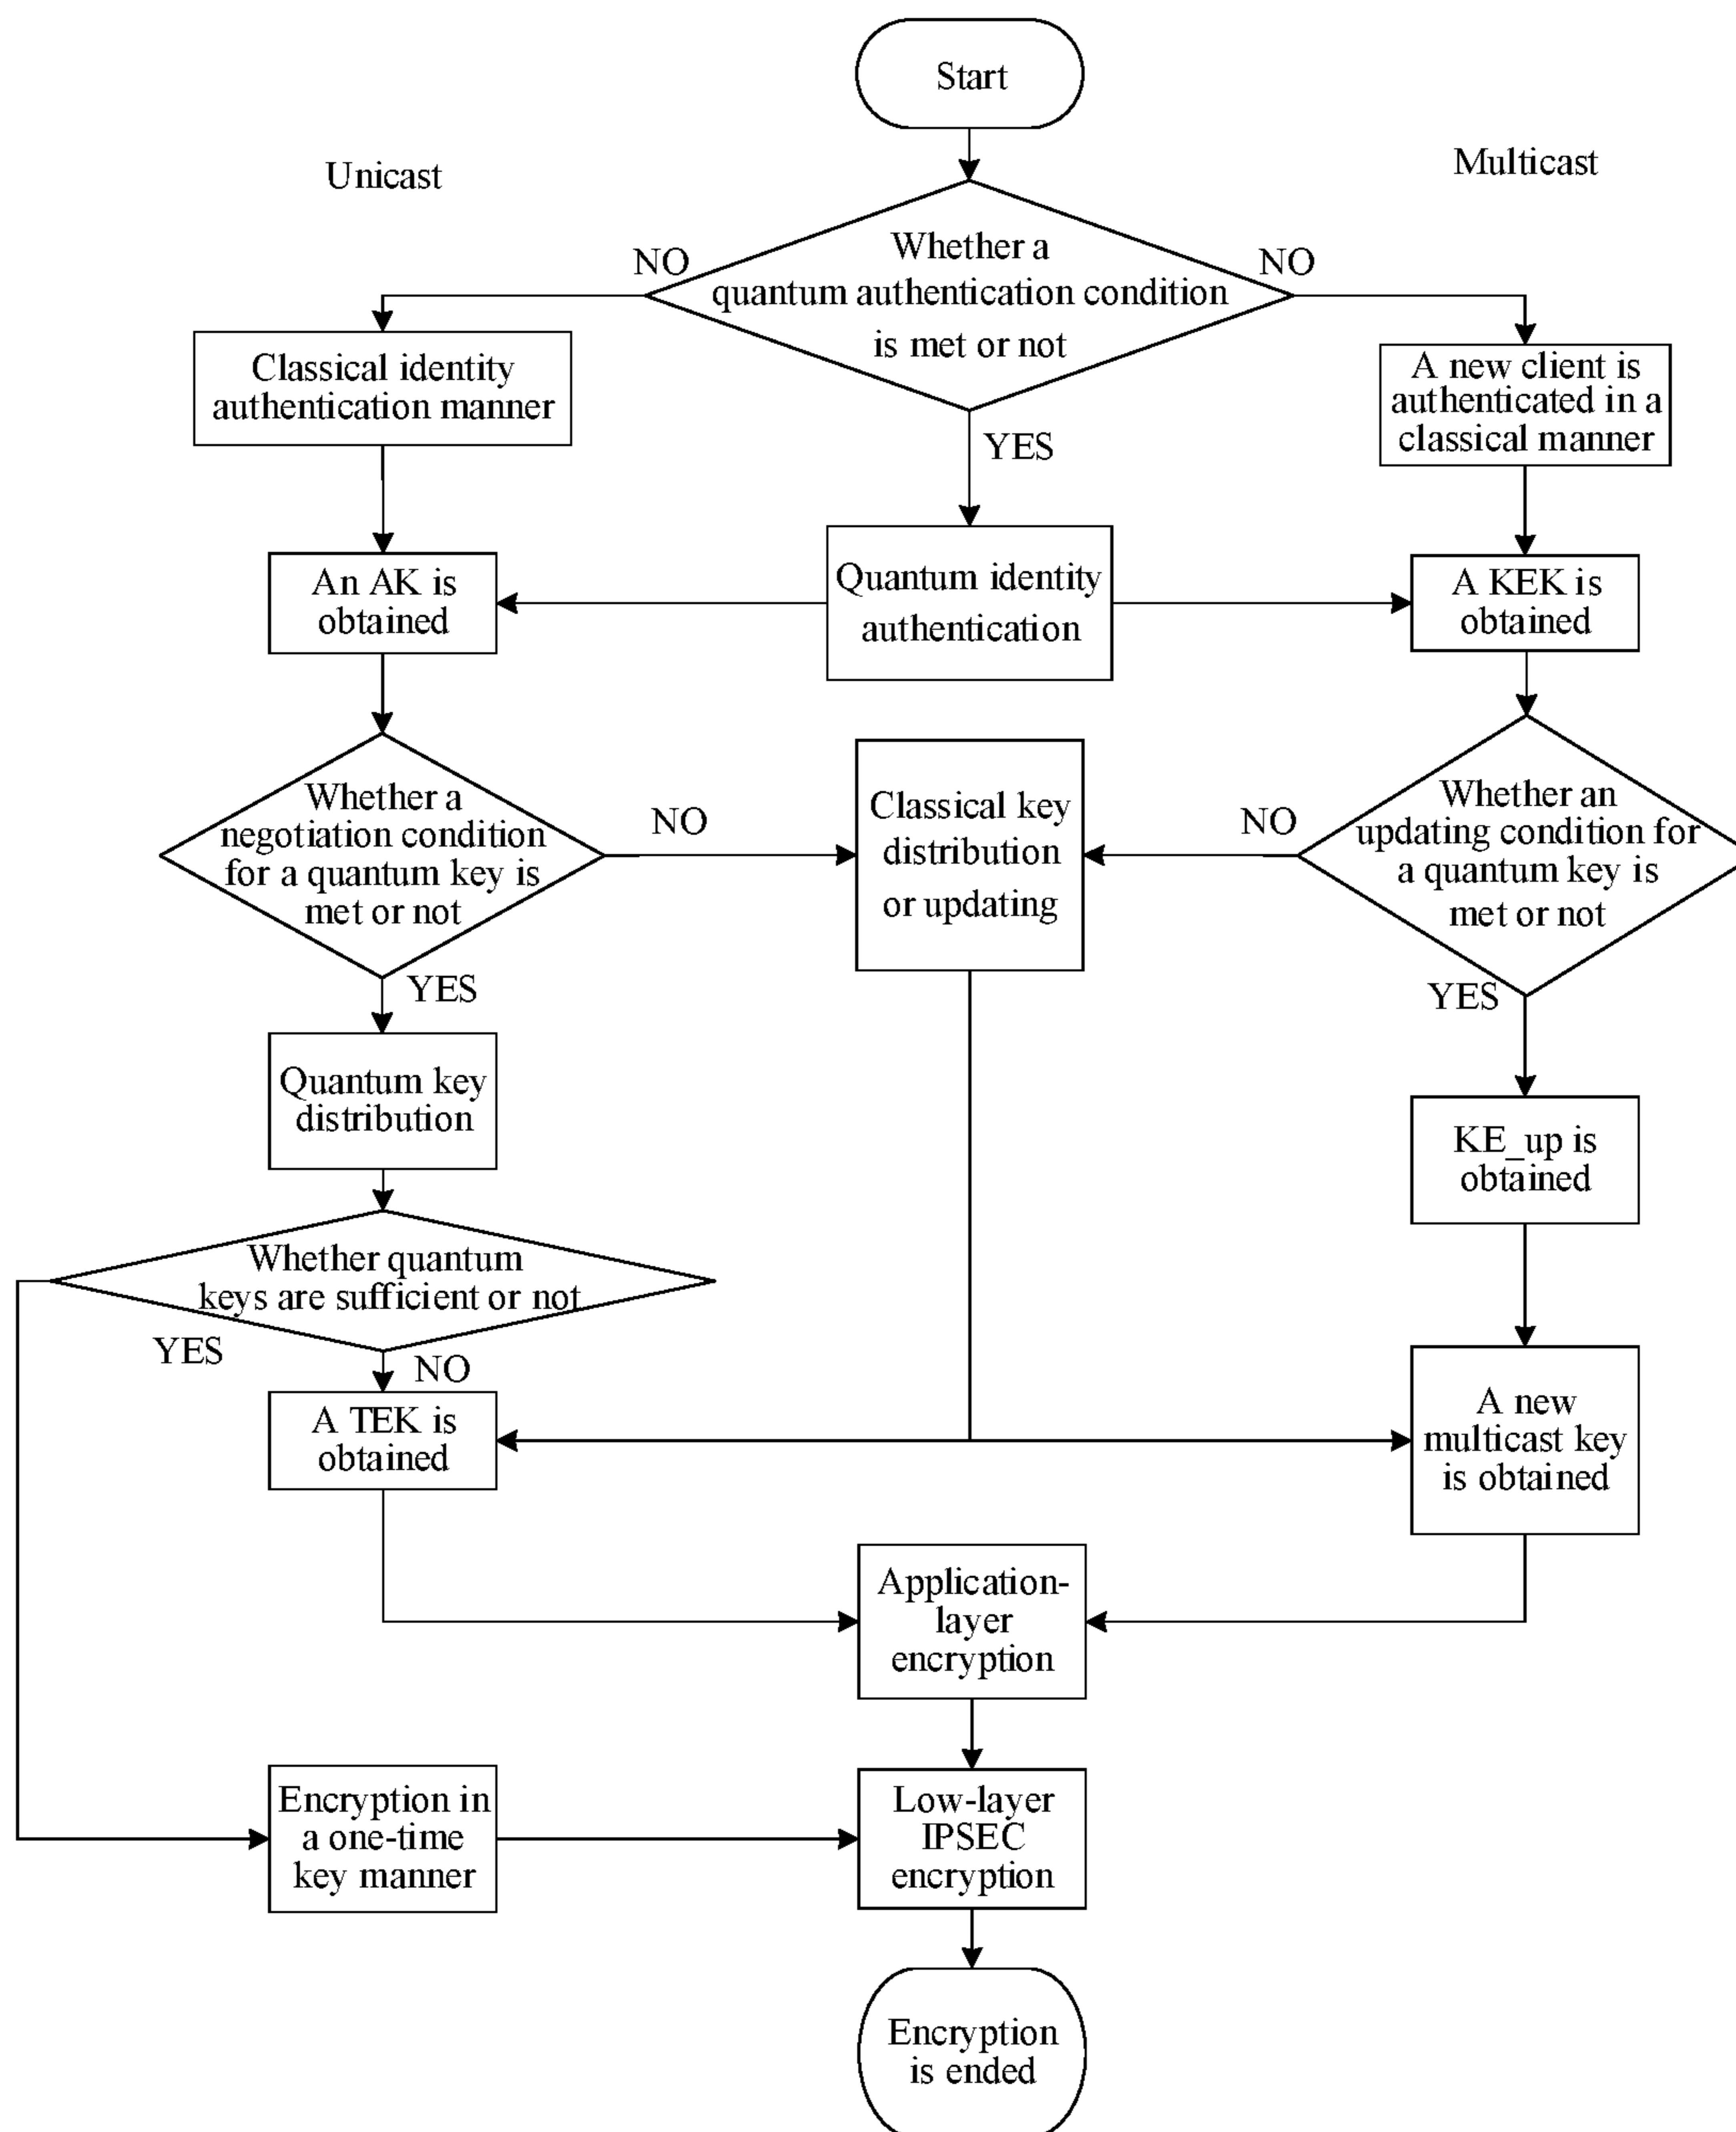 Start
Unicast
Multicast
NO
Whether a
quantum authentication condition
is met or not
NO
Classical identity
authentication manner
A new client is
authenticated in a
classical manner
YES
An AK is
obtained
Quantum identity
authentication
A KEK is
obtained
Whether a
negotiation condition
for a quantum key is
met or not
NO
Classical key
distribution
or updating
NO
Whether an
updating condition for
a quantum key is
met or not
YES
YES
Quantum key
distribution
KE_up is
obtained
Whether quantum
keys are sufficient or not
YES
NO
A TEK is
obtained
A new
multicast key
is obtained
Application-
layer
encryption
Encryption in
a one-time
key manner
Low-layer
IPSEC
encryption
Encryption
is ended